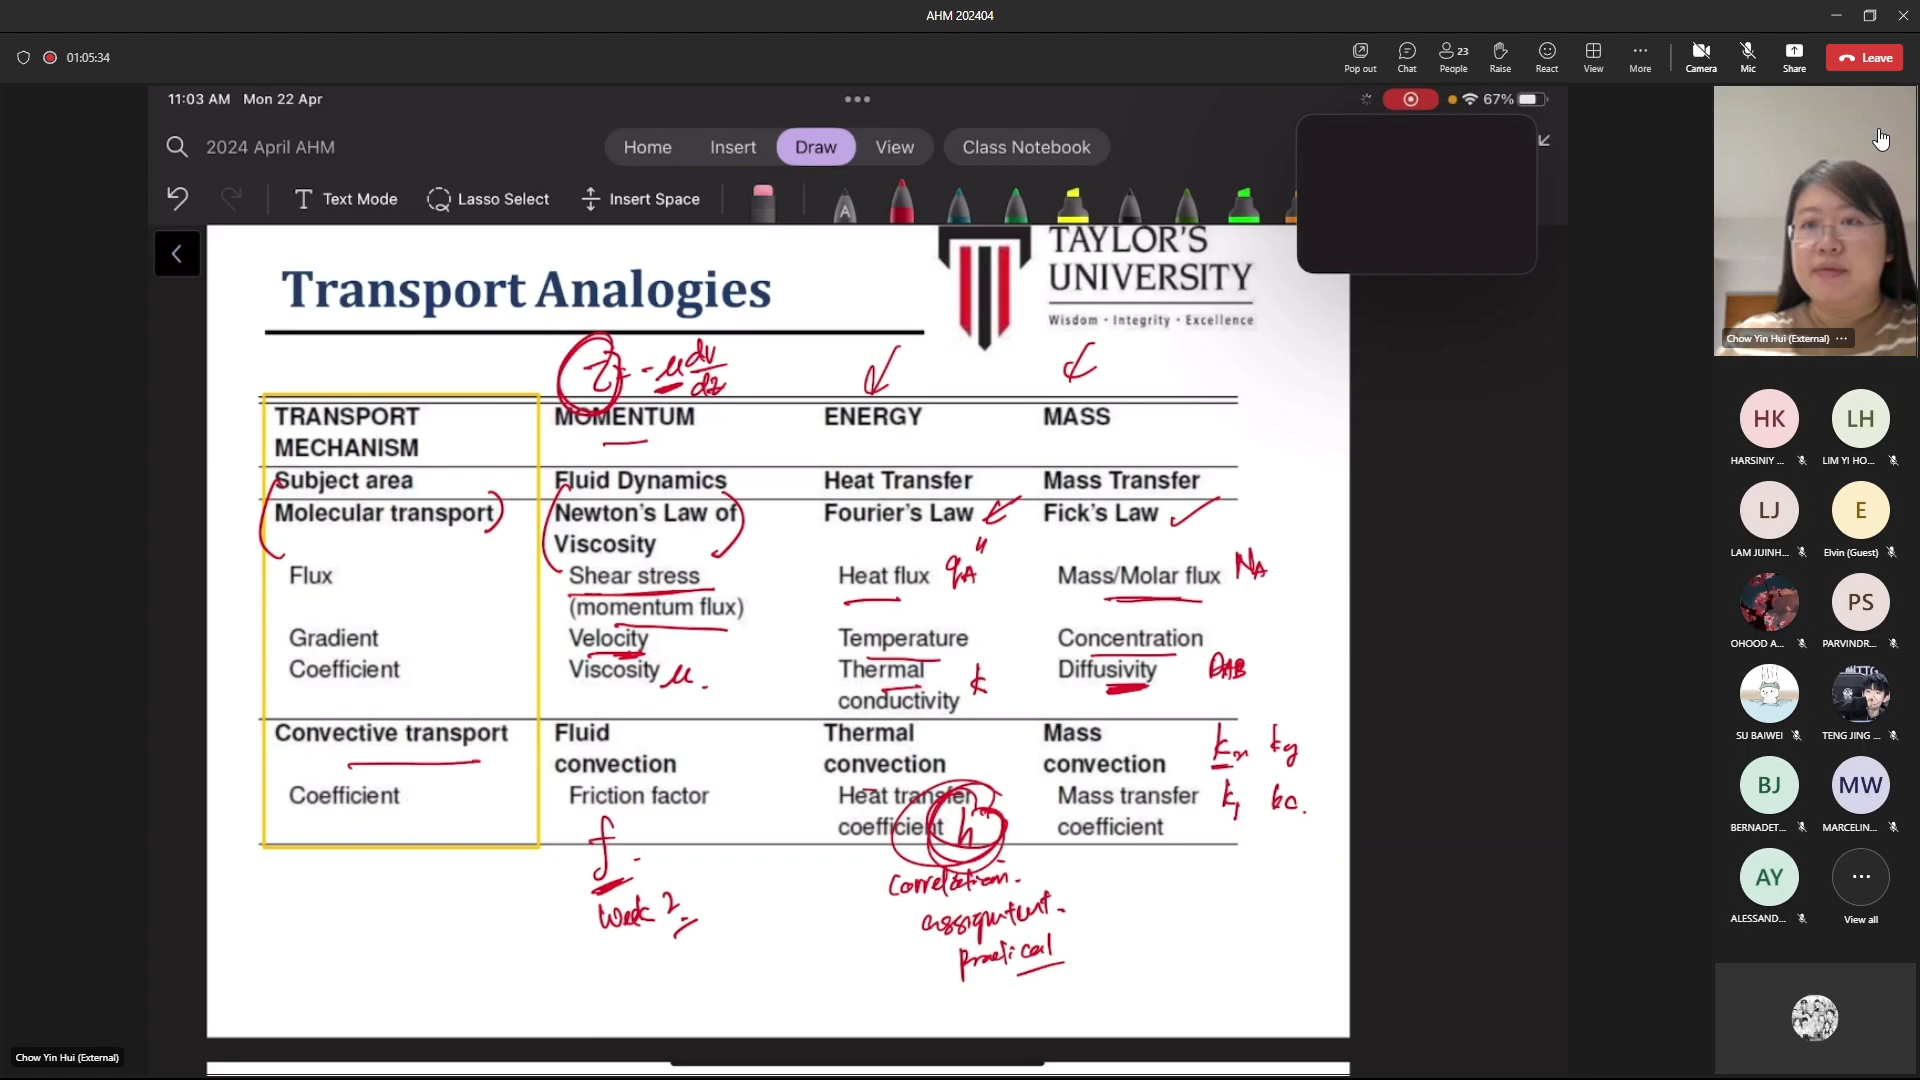 AHM 202404
01:05:34
Pop out
Chat
23
People
Raise
React
View
More
Camera
Mic
Share
Leave
11:03 AM Mon 22 Apr
67%
2024 April AHM
Home
Insert
Draw
View
Class Notebook
Text Mode
Lasso Select
Insert Space
A
Transport Analogies
TAYLOR'S
UNIVERSITY
Wisdom · Integrity · Excellence
τ = -μ dv/dz
TRANSPORT MECHANISM
MOMENTUM
ENERGY
MASS
Subject area
Fluid Dynamics
Heat Transfer
Mass Transfer
Molecular transport
Newton's Law of Viscosity
Fourier's Law
Fick's Law
Flux
Shear stress (momentum flux)
Heat flux
q"A
Mass/Molar flux
NA
Gradient
Velocity
Temperature
Concentration
Coefficient
Viscosity
μ.
Thermal conductivity
k
Diffusivity
DAB
Convective transport
Fluid convection
Thermal convection
Mass convection
kx kg
Coefficient
Friction factor
Heat transfer coefficient
h
Mass transfer coefficient
kc.
f
week 2
correlation.
assignment.
practical
Chow Yin Hui (External)
Chow Yin Hui (External) ...
HK
HARSINIY ...
LH
LIM YI HO...
LJ
LAM JUINH...
E
Elvin (Guest)
OHOOD A...
PS
PARVINDR...
SU BAIWEI
TENG JING ...
BJ
BERNADET...
MW
MARCELIN...
AY
ALESSAND...
View all